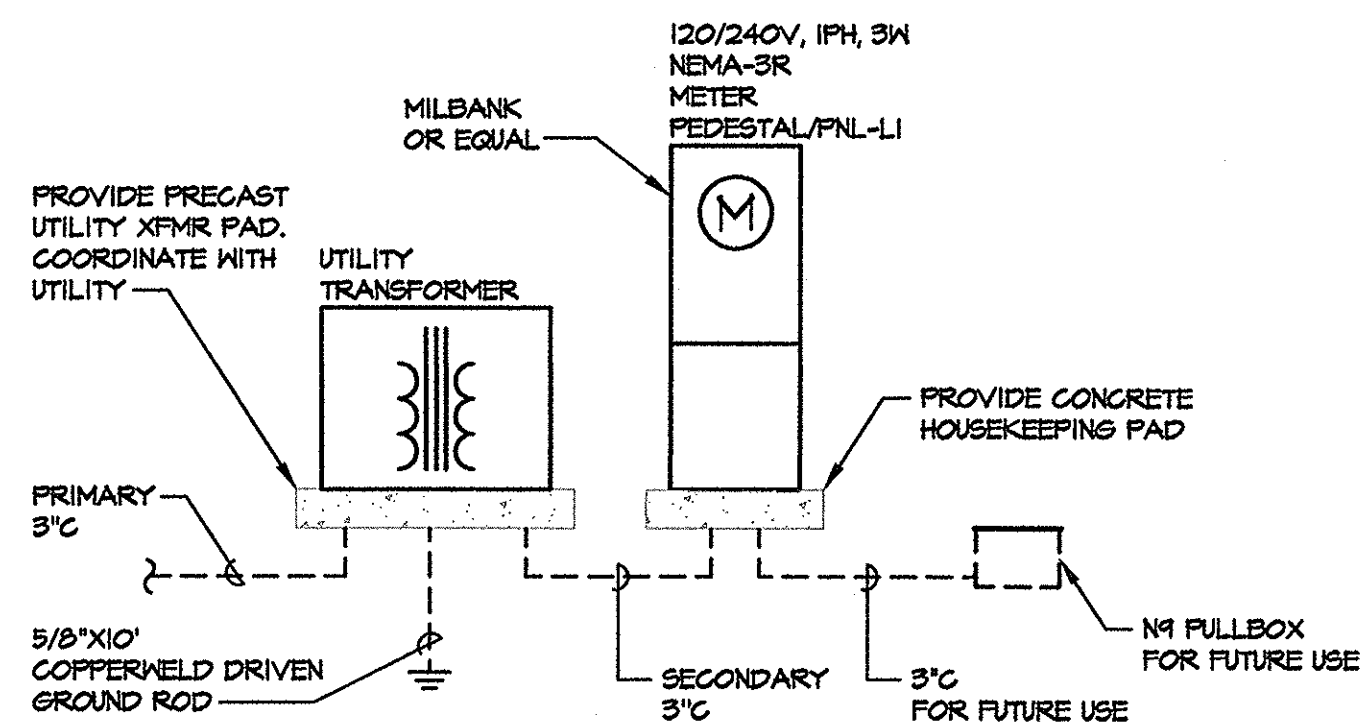 120/240V, 1PH, 3W
NEMA-3R
METER
PEDESTAL/PNL-L1
MILBANK
OR EQUAL
PROVIDE PRECAST
UTILITY XFMR PAD.
COORDINATE WITH
UTILITY
UTILITY
TRANSFORMER
M
PROVIDE CONCRETE
HOUSEKEEPING PAD
PRIMARY
3"C
5/8"X10'
COPPERWELD DRIVEN
GROUND ROD
SECONDARY
3"C
3"C
FOR FUTURE USE
N9 PULLBOX
FOR FUTURE USE